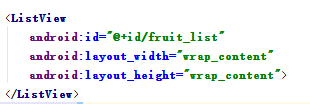 <ListView
    android:id="@+id/fruit_list"
    android:layout_width="wrap_content"
    android:layout_height="wrap_content">
</ListView>